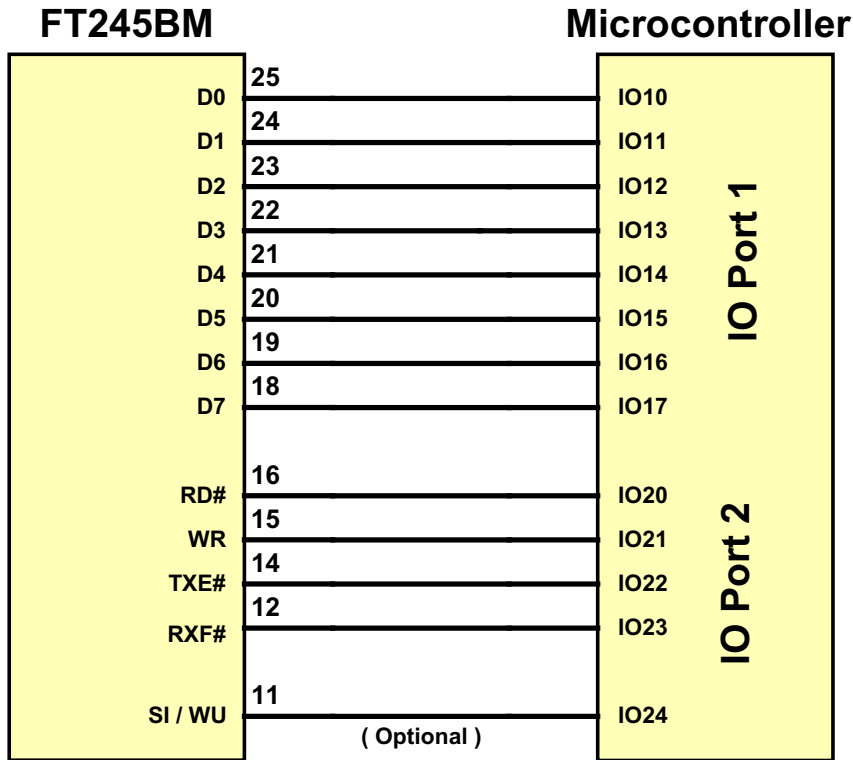 FT245BM Microcontroller
D0 25 IO10
D1 24 IO11
D2 23 IO12
D3 22 IO13
D4 21 IO14
D5 20 IO15
D6 19 IO16
D7 18 IO17
IO Port 1
RD# 16 IO20
WR 15 IO21
TXE# 14 IO22
RXF# 12 IO23
IO Port 2
SI / WU 11 IO24
( Optional )